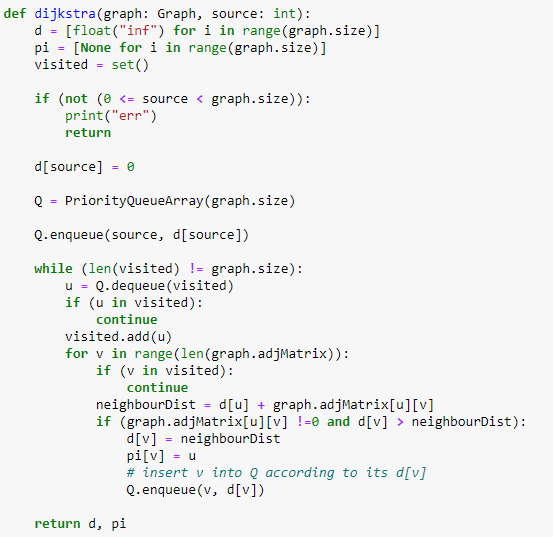 def dijkstra(graph: Graph, source: int):
    d = [float("inf") for i in range(graph.size)]
    pi = [None for i in range(graph.size)]
    visited = set()

    if (not (0 <= source < graph.size)):
        print("err")
        return

    d[source] = 0

    Q = PriorityQueueArray(graph.size)

    Q.enqueue(source, d[source])

    while (len(visited) != graph.size):
        u = Q.dequeue(visited)
        if (u in visited):
            continue
        visited.add(u)
        for v in range(len(graph.adjMatrix)):
            if (v in visited):
                continue
            neighbourDist = d[u] + graph.adjMatrix[u][v]
            if (graph.adjMatrix[u][v] !=0 and d[v] > neighbourDist):
                d[v] = neighbourDist
                pi[v] = u
                # insert v into Q according to its d[v]
                Q.enqueue(v, d[v])

    return d, pi